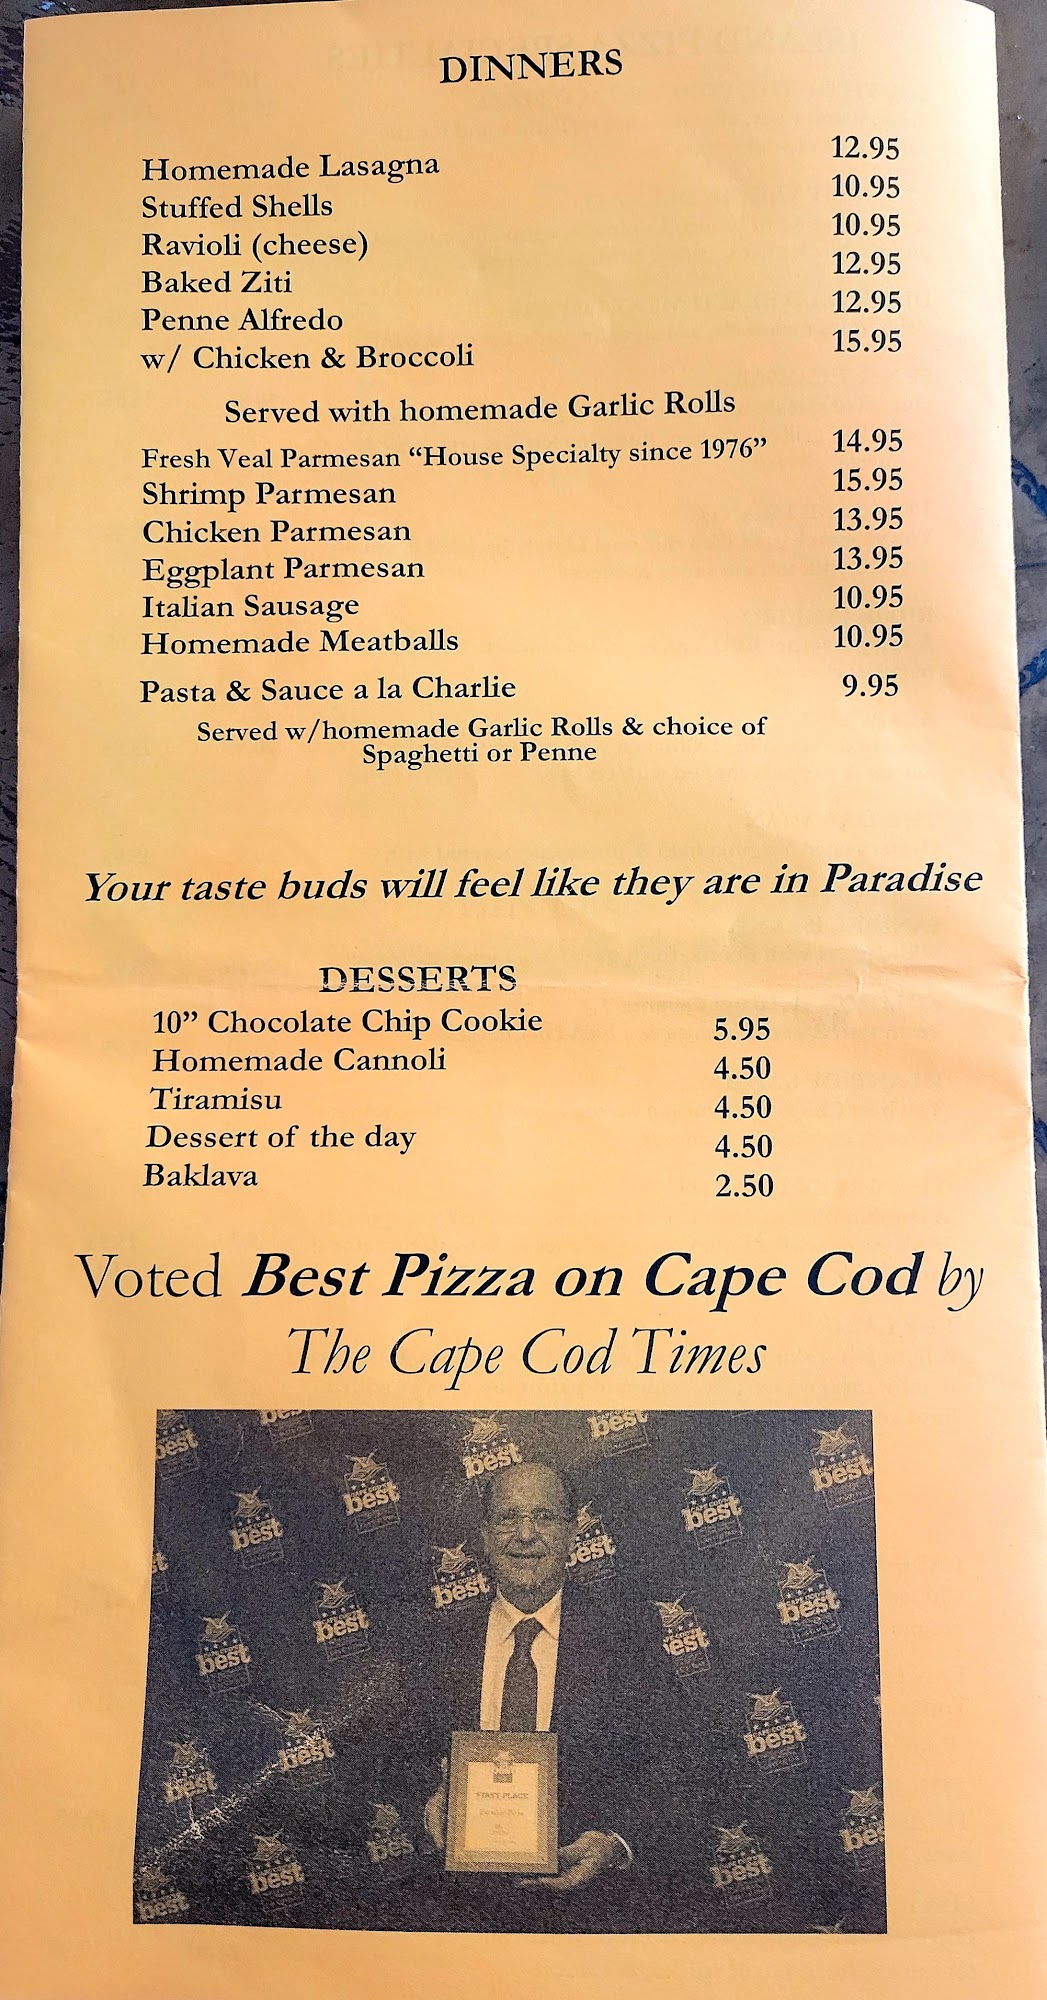 DINNERS
Homemade Lasagna 12.95
Stuffed Shells 10.95
Ravioli (cheese) 10.95
Baked Ziti 12.95
Penne Alfredo 12.95
w/ Chicken & Broccoli 15.95
Served with homemade Garlic Rolls
Fresh Veal Parmesan “House Specialty since 1976” 14.95
Shrimp Parmesan 15.95
Chicken Parmesan 13.95
Eggplant Parmesan 13.95
Italian Sausage 10.95
Homemade Meatballs 10.95
Pasta & Sauce a la Charlie 9.95
Served w/homemade Garlic Rolls & choice of
Spaghetti or Penne
Your taste buds will feel like they are in Paradise
DESSERTS
10” Chocolate Chip Cookie 5.95
Homemade Cannoli 4.50
Tiramisu 4.50
Dessert of the day 4.50
Baklava 2.50
Voted Best Pizza on Cape Cod by
The Cape Cod Times
best
FIRST PLACE